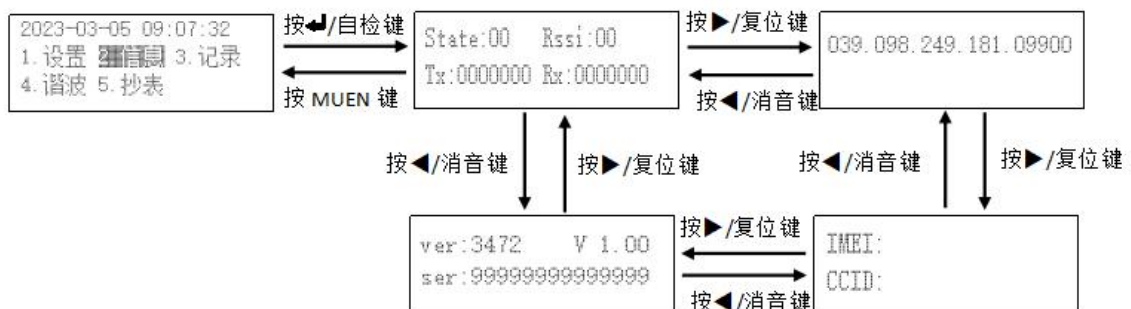 2023-03-05 09:07:32
1.设置 3.记录
4.谐波 5.抄表
按/自检键
按 MUEN 键
State:00 Rssi:00
Tx:0000000 Rx:0000000
按▶/复位键
按◀/消音键
039.098.249.181.09900
按◀/消音键
按▶/复位键
按◀/消音键
按▶/复位键
ver:3472 V 1.00
ser:99999999999999
按▶/复位键
按◀/消音键
IMEI:
CCID: